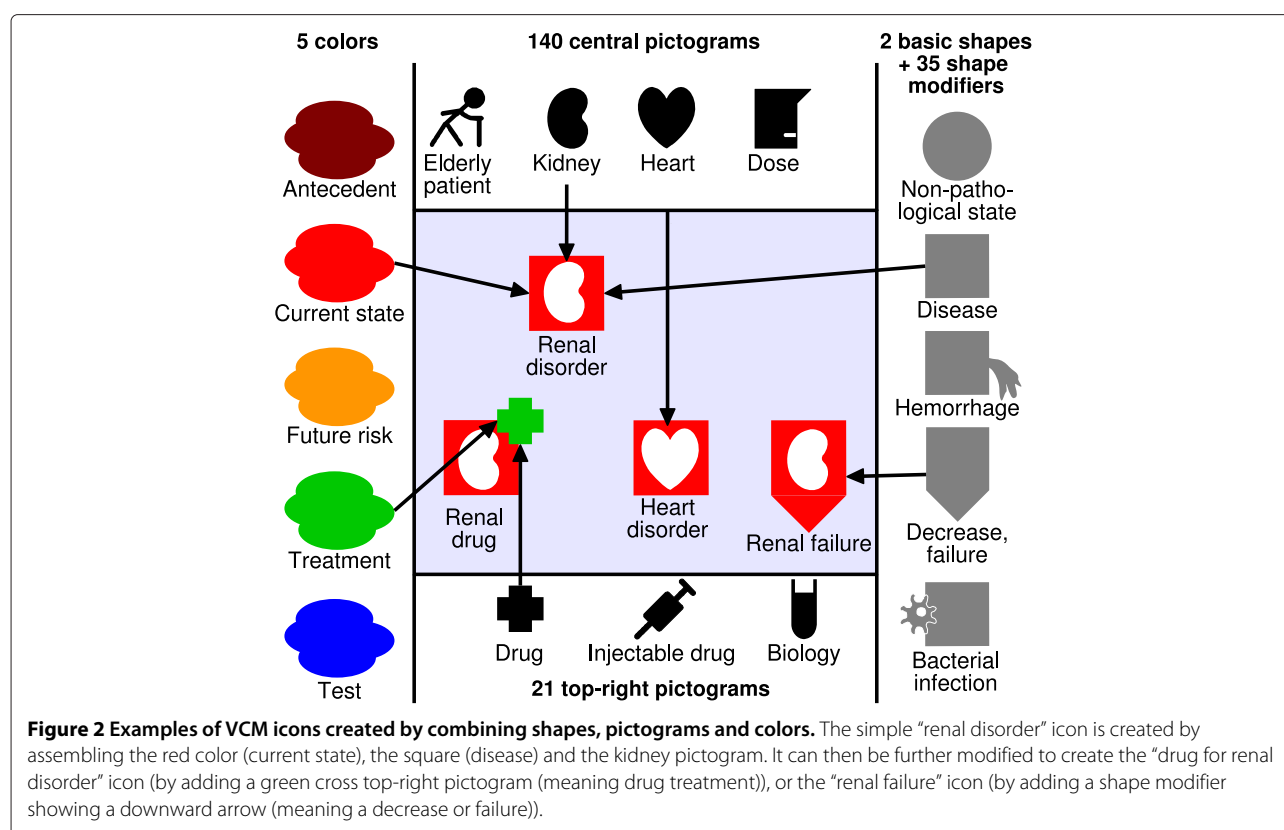 5 colors
140 central pictograms
2 basic shapes
+ 35 shape
modifiers
Antecedent
Current state
Future risk
Treatment
Test
Elderly
patient
Kidney
Heart
Dose
Renal
disorder
Renal
drug
Heart
disorder
Renal failure
Drug
Injectable drug
Biology
21 top-right pictograms
Non-patho-
logical state
Disease
Hemorrhage
Decrease,
failure
Bacterial
infection
Figure 2 Examples of VCM icons created by combining shapes, pictograms and colors. The simple “renal disorder” icon is created by
assembling the red color (current state), the square (disease) and the kidney pictogram. It can then be further modified to create the “drug for renal
disorder” icon (by adding a green cross top-right pictogram (meaning drug treatment)), or the “renal failure” icon (by adding a shape modifier
showing a downward arrow (meaning a decrease or failure)).